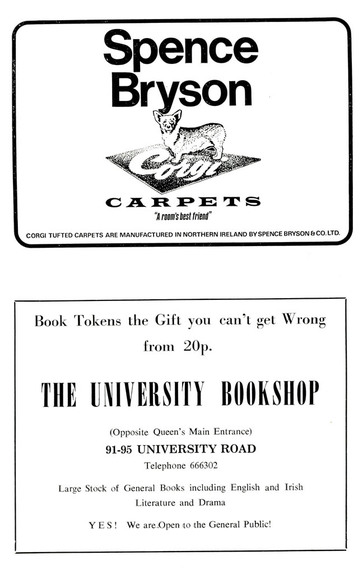 Spence
Bryson
Corgi
CARPETS
"A room's best friend"
CORGI TUFTED CARPETS ARE MANUFACTURED IN NORTHERN IRELAND BY SPENCE BRYSON & CO. LTD.
Book Tokens the Gift you can't get Wrong
from 20p.
THE UNIVERSITY BOOKSHOP
(Opposite Queen's Main Entrance)
91-95 UNIVERSITY ROAD
Telephone 666302
Large Stock of General Books including English and Irish
Literature and Drama
YES! We are Open to the General Public!